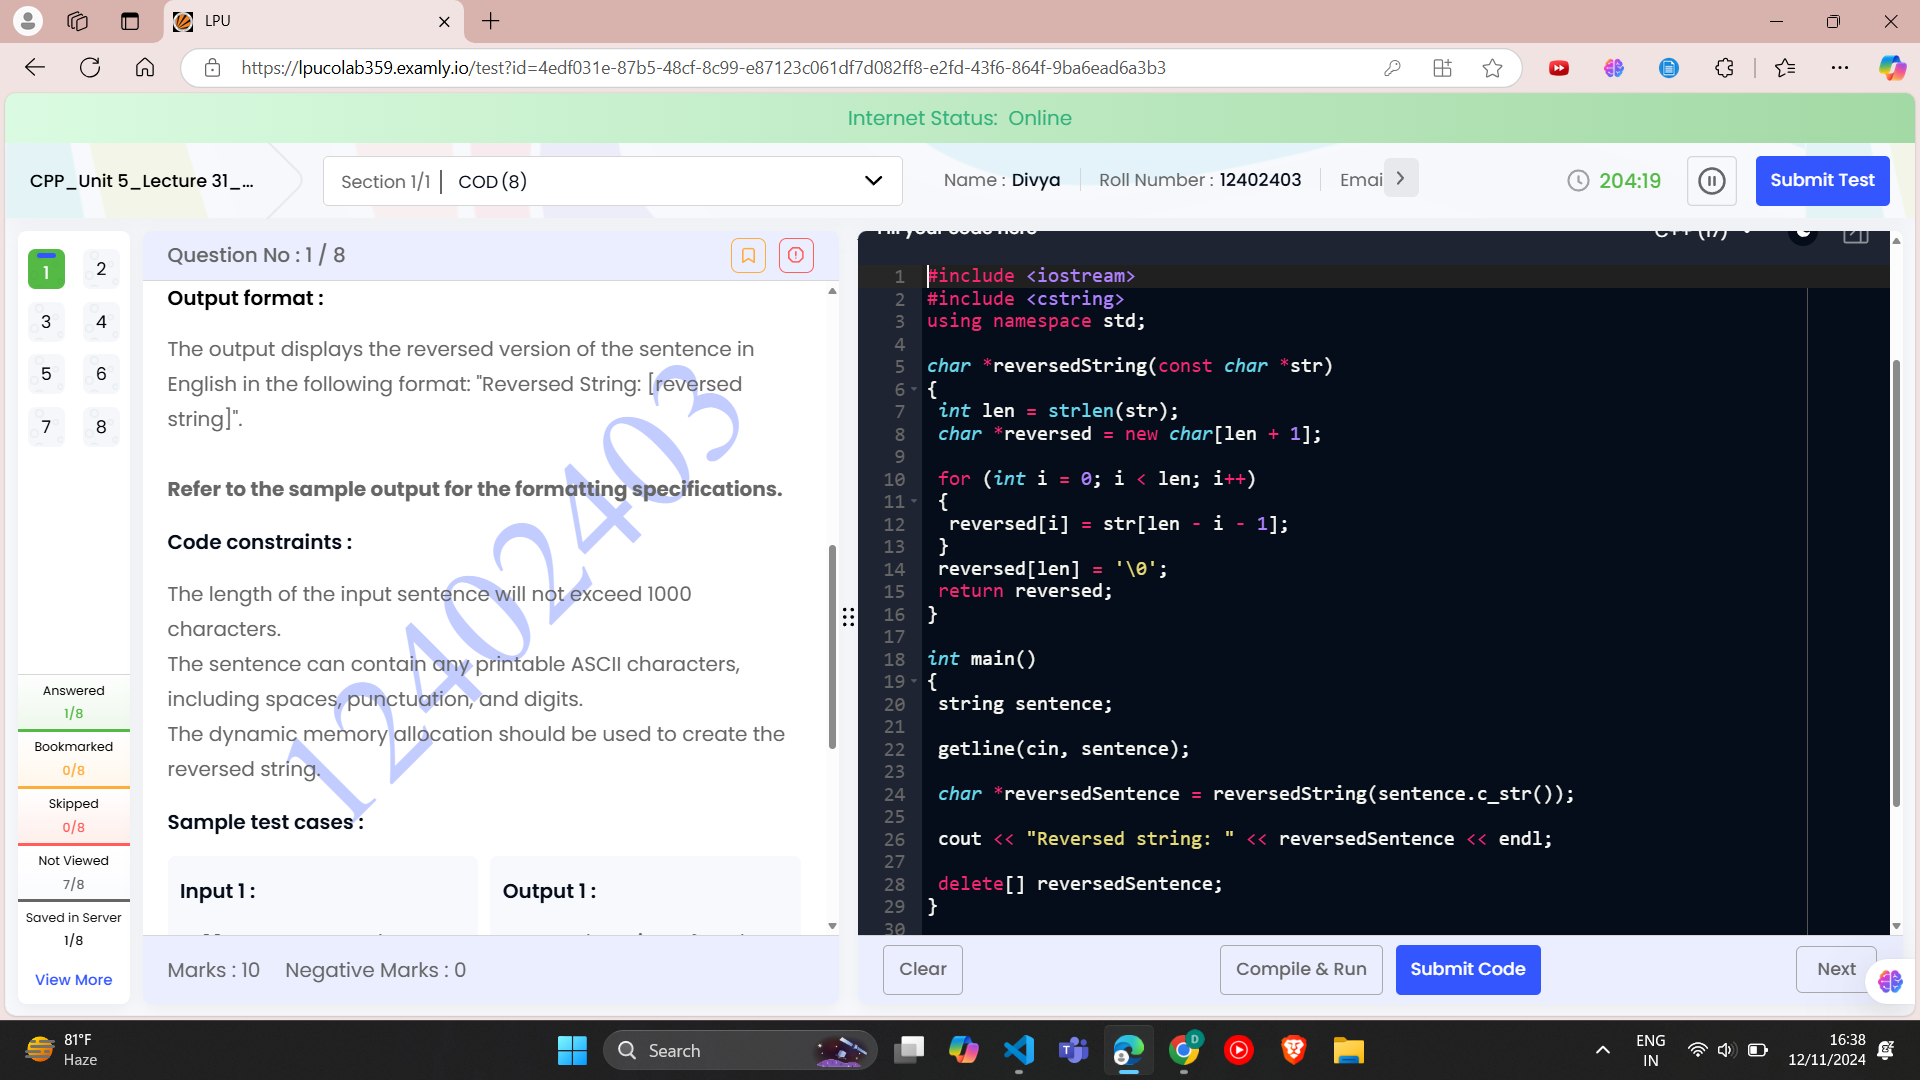 LPU
https://lpucolab359.examly.io/test?id=4edf031e-87b5-48cf-8c99-e87123c061df7d082ff8-e2fd-43f6-864f-9ba6ead6a3b3
Internet Status: Online
CPP_Unit 5_Lecture 31_...
Section 1/1 | COD (8)
Name : Divya
Roll Number : 12402403
Emai
204:19
Submit Test
1
2
3
4
5
6
7
8
Answered
1/8
Bookmarked
0/8
Skipped
0/8
Not Viewed
7/8
Saved in Server
1/8
View More
Question No : 1 / 8
Output format :
The output displays the reversed version of the sentence in
English in the following format: "Reversed String: [reversed
string]".
Refer to the sample output for the formatting specifications.
Code constraints :
The length of the input sentence will not exceed 1000
characters.
The sentence can contain any printable ASCII characters,
including spaces, punctuation, and digits.
The dynamic memory allocation should be used to create the
reversed string.
Sample test cases :
Input 1 :
Output 1 :
12402403
Marks : 10
Negative Marks : 0
Fill your code here
C++ (17)
1 #include <iostream>
2 #include <cstring>
3 using namespace std;
4
5 char *reversedString(const char *str)
6 {
7 int len = strlen(str);
8 char *reversed = new char[len + 1];
9
10 for (int i = 0; i < len; i++)
11 {
12 reversed[i] = str[len - i - 1];
13 }
14 reversed[len] = '\0';
15 return reversed;
16 }
17
18 int main()
19 {
20 string sentence;
21
22 getline(cin, sentence);
23
24 char *reversedSentence = reversedString(sentence.c_str());
25
26 cout << "Reversed string: " << reversedSentence << endl;
27
28 delete[] reversedSentence;
29 }
30
Clear
Compile & Run
Submit Code
Next
81°F
Haze
Search
D
ENG
IN
16:38
12/11/2024